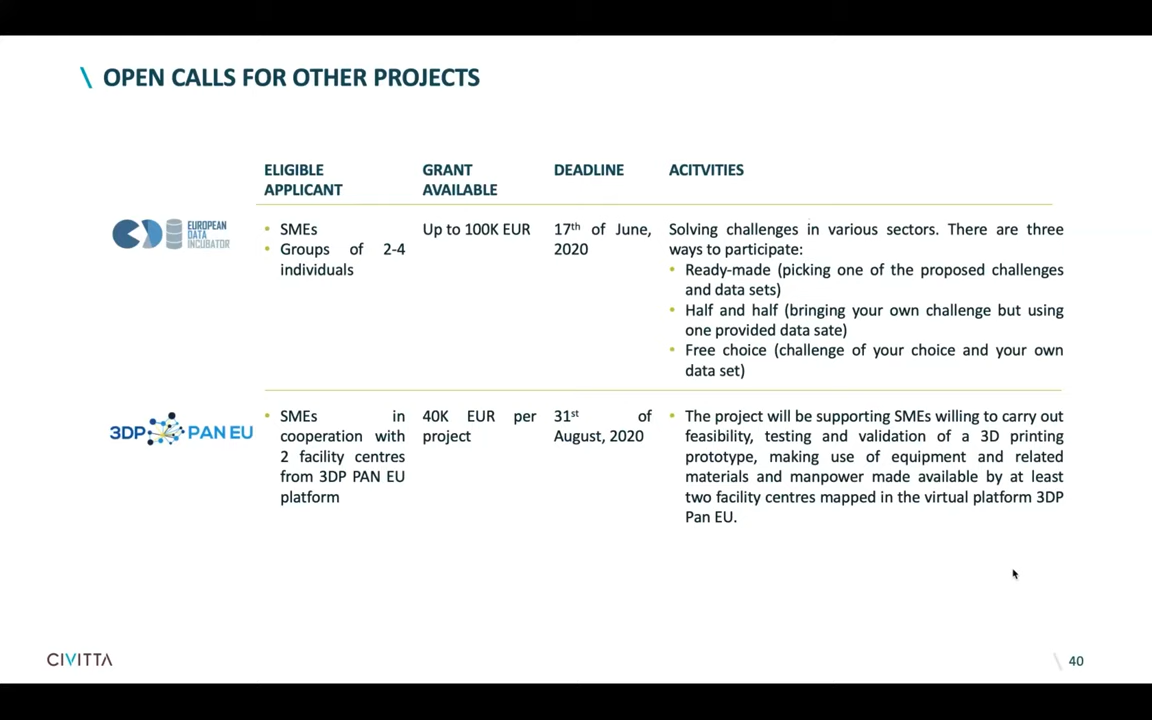 \ OPEN CALLS FOR OTHER PROJECTS
ELIGIBLE APPLICANT
GRANT AVAILABLE
DEADLINE
ACITVITIES
EUROPEAN
DATA
INCUBATOR
• SMEs
• Groups of 2-4
individuals
Up to 100K EUR
17th of June,
2020
Solving challenges in various sectors. There are three
ways to participate:
• Ready-made (picking one of the proposed challenges
and data sets)
• Half and half (bringing your own challenge but using
one provided data sate)
• Free choice (challenge of your choice and your own
data set)
3DP PAN EU
• SMEs in
cooperation with
2 facility centres
from 3DP PAN EU
platform
40K EUR per
project
31st of
August, 2020
• The project will be supporting SMEs willing to carry out
feasibility, testing and validation of a 3D printing
prototype, making use of equipment and related
materials and manpower made available by at least
two facility centres mapped in the virtual platform 3DP
Pan EU.
CIVITTA
\ 40